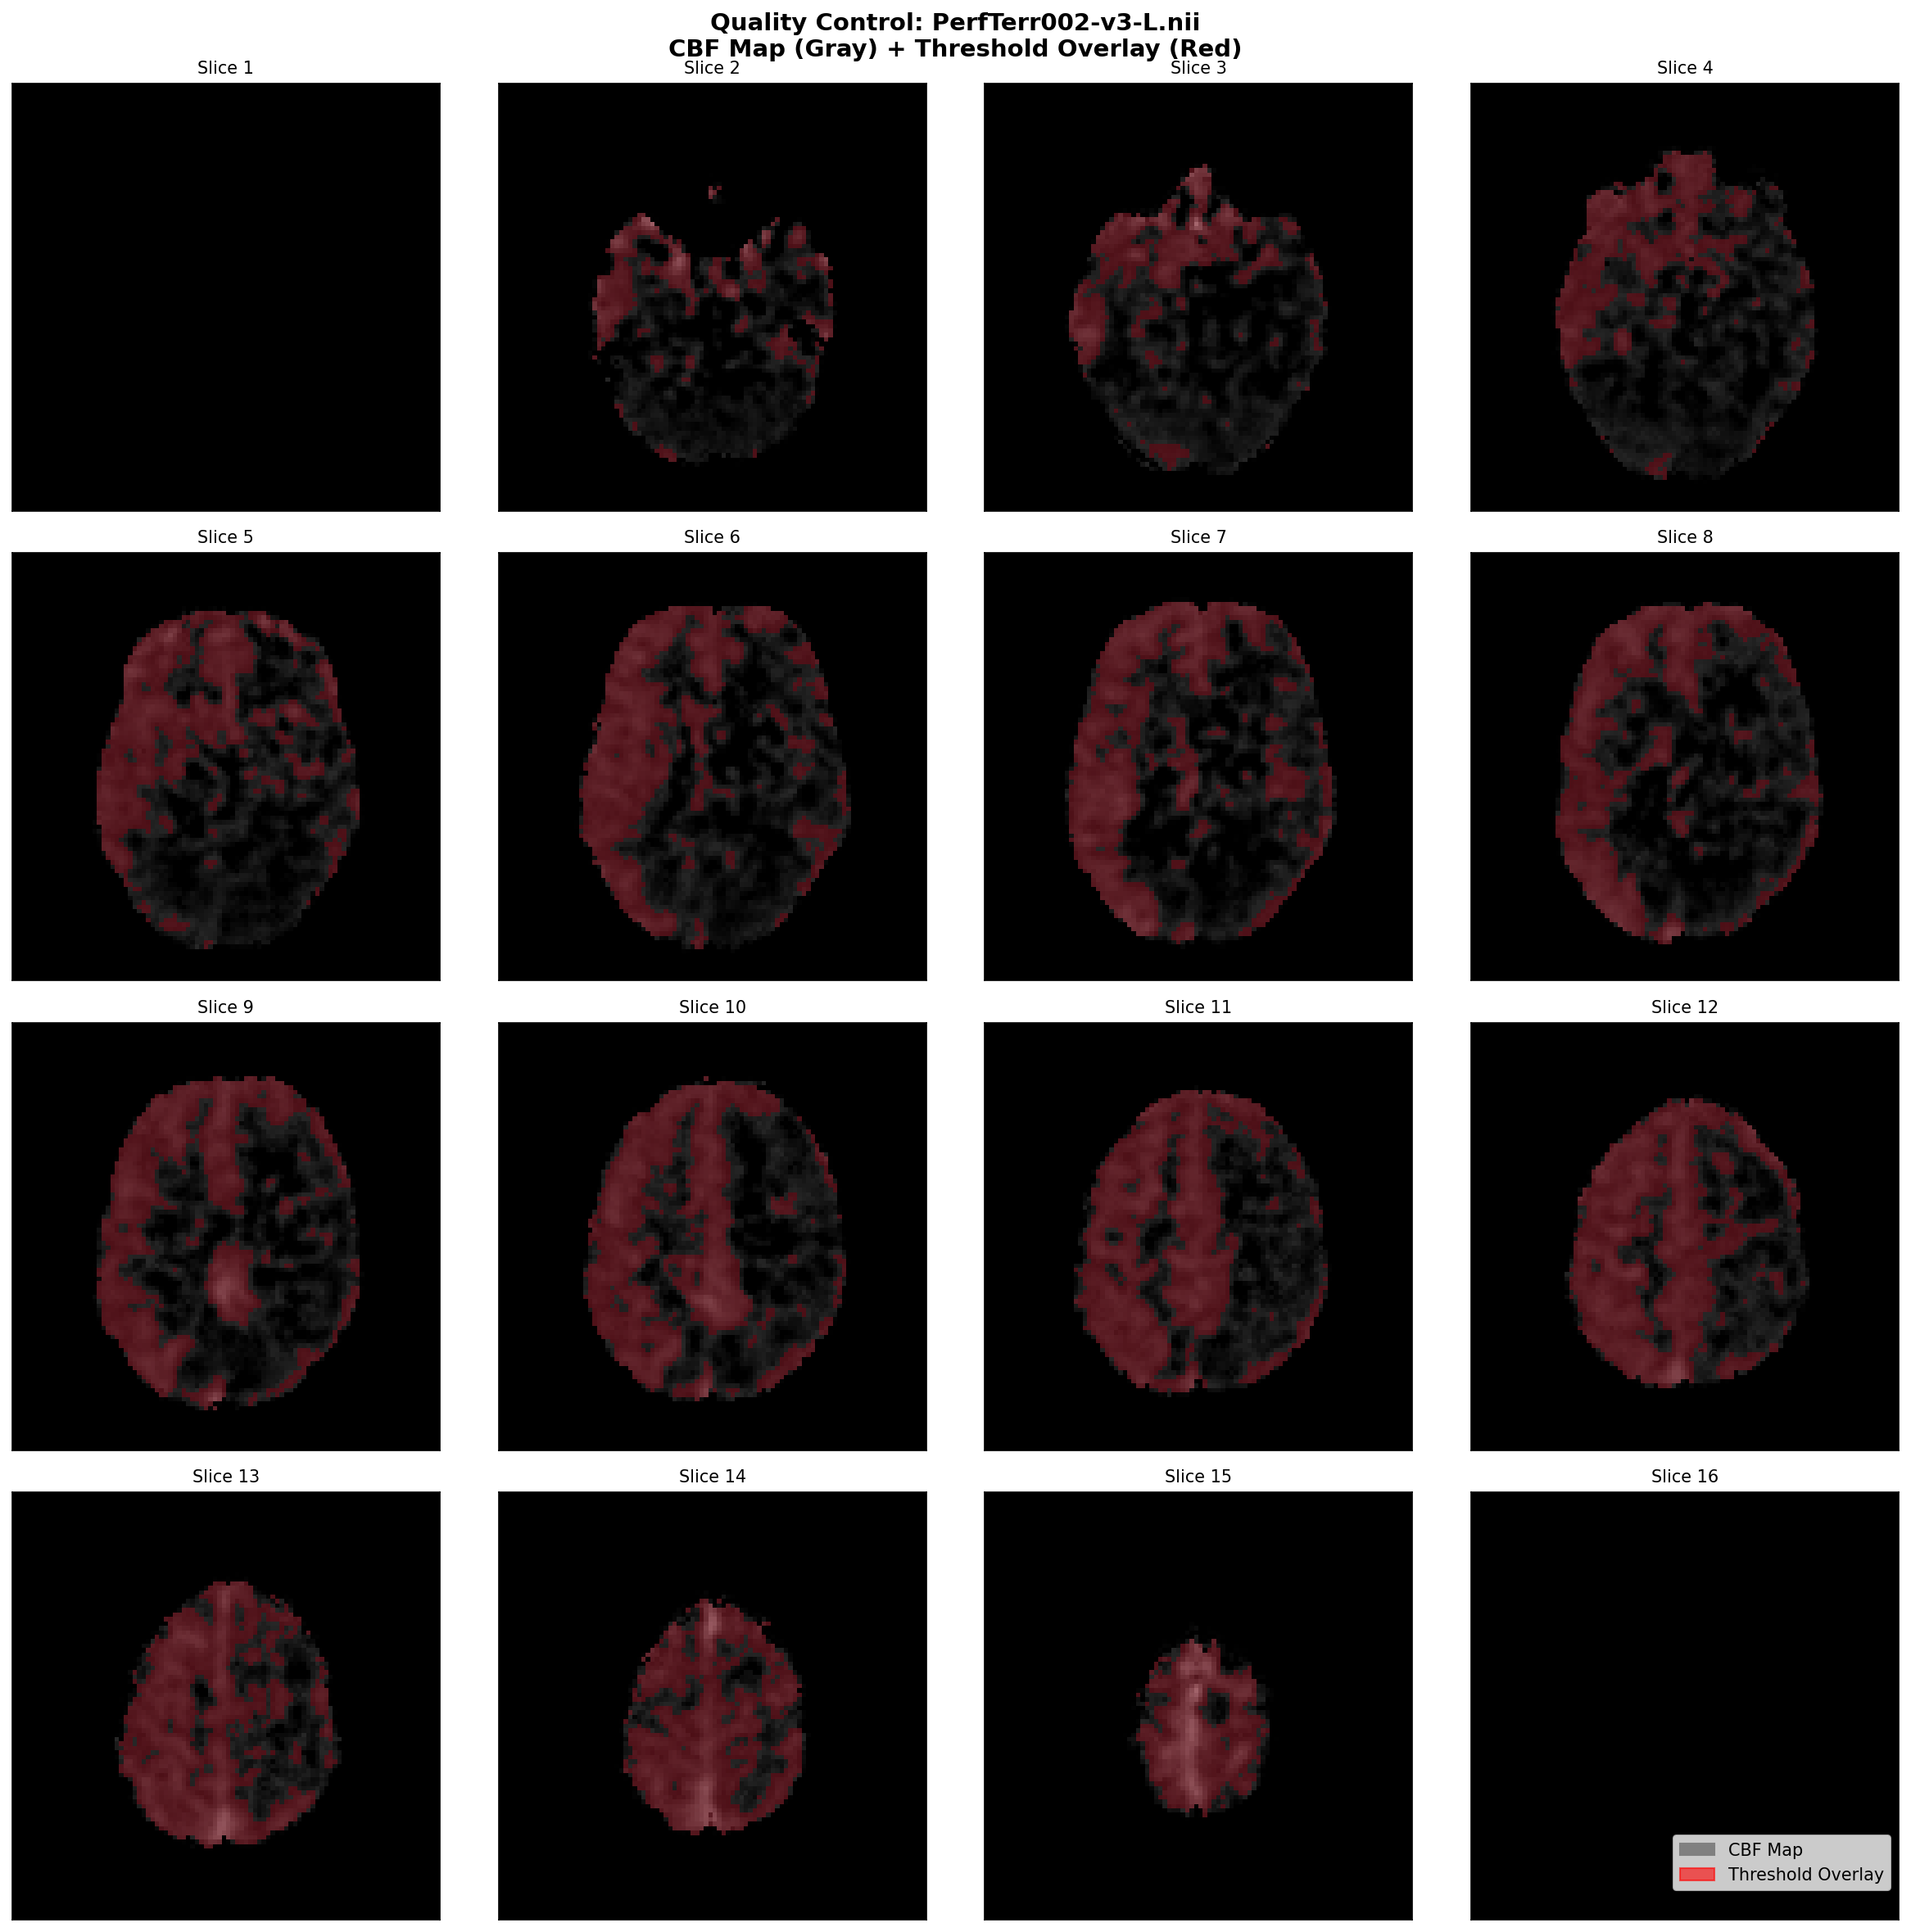 Quality Control: PerfTerr002-v3-L.nii
CBF Map (Gray) + Threshold Overlay (Red)
Slice 1
Slice 2
Slice 3
Slice 4
Slice 5
Slice 6
Slice 7
Slice 8
Slice 9
Slice 10
Slice 11
Slice 12
Slice 13
Slice 14
Slice 15
Slice 16
CBF Map
Threshold Overlay